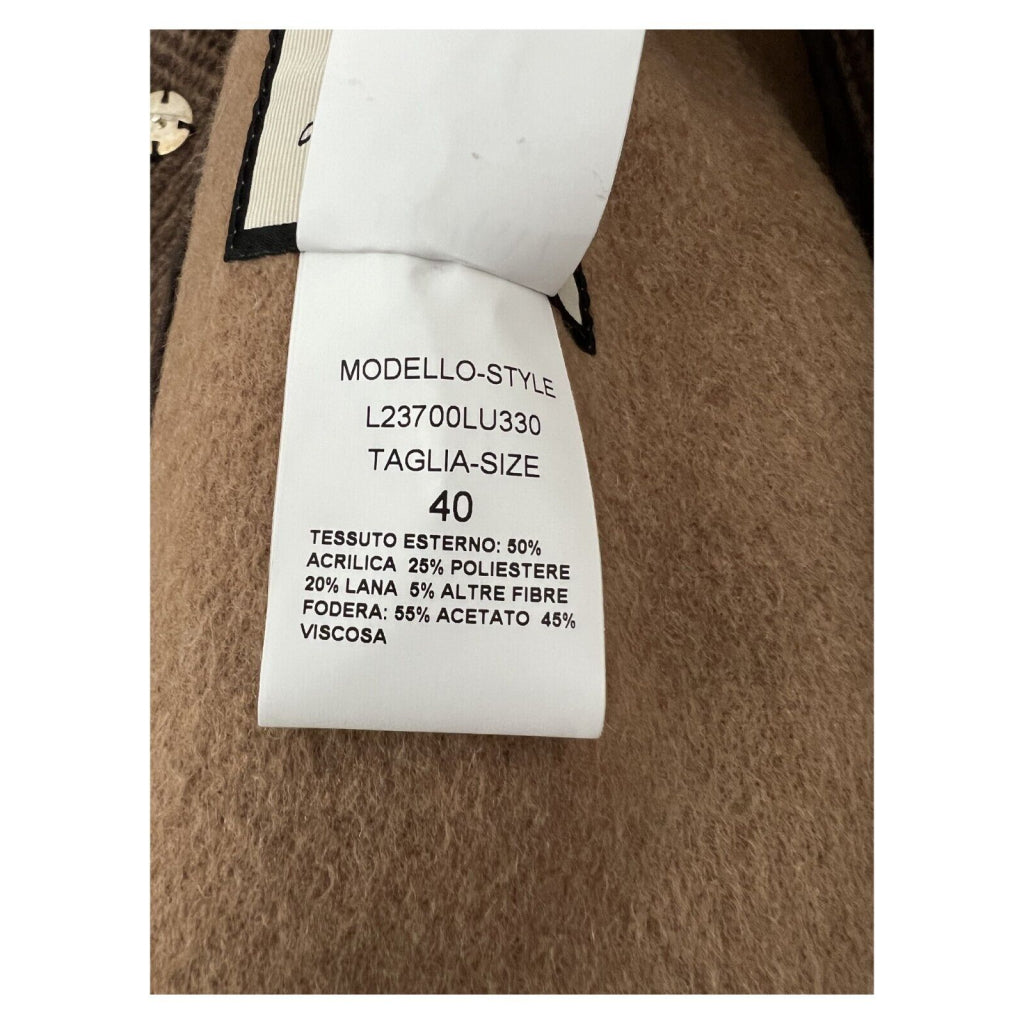 MODELLO-STYLE
L23700LU330
TAGLIA-SIZE
40
TESSUTO ESTERNO: 50%
ACRILICA 25% POLIESTERE
20% LANA 5% ALTRE FIBRE
FODERA: 55% ACETATO 45%
VISCOSA